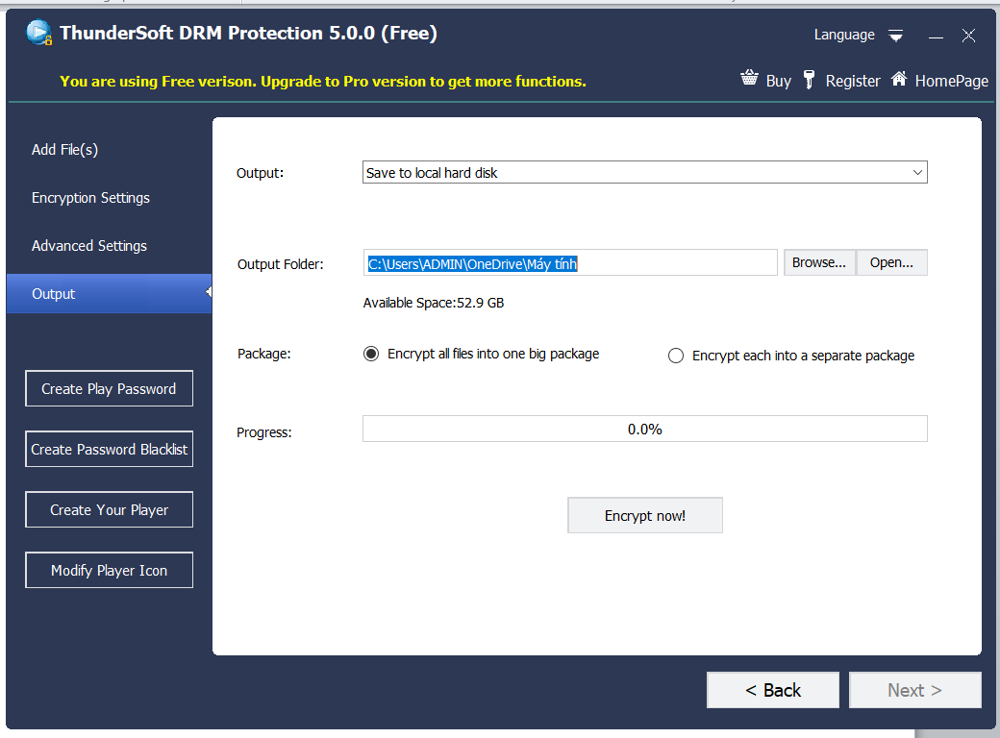 ThunderSoft DRM Protection 5.0.0 (Free)
Language
You are using Free verison. Upgrade to Pro version to get more functions.
Buy
Register
HomePage
Add File(s)
Encryption Settings
Advanced Settings
Output
Create Play Password
Create Password Blacklist
Create Your Player
Modify Player Icon
Output:
Save to local hard disk
Output Folder:
C:\Users\ADMIN\OneDrive\Máy tính
Browse...
Open...
Available Space:52.9 GB
Package:
Encrypt all files into one big package
Encrypt each into a separate package
Progress:
0.0%
Encrypt now!
< Back
Next >